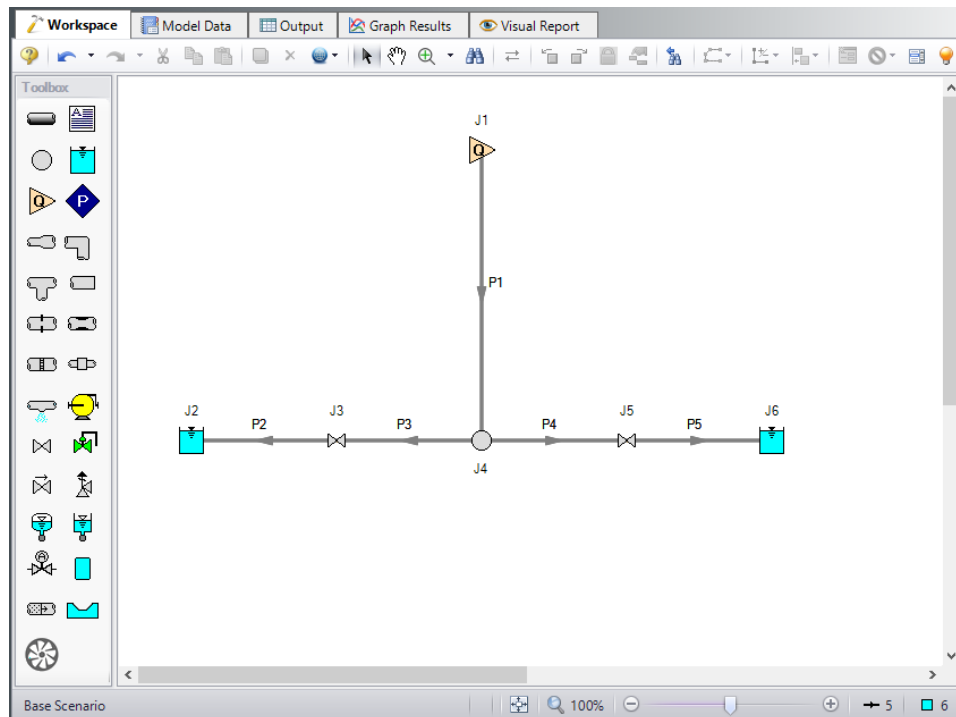 Workspace Model Data Output Graph Results Visual Report
Toolbox
A
Q P
J1
Q
P1
J2 P2 J3 P3 P4 J5 P5 J6
J4
Base Scenario 100% 5 6